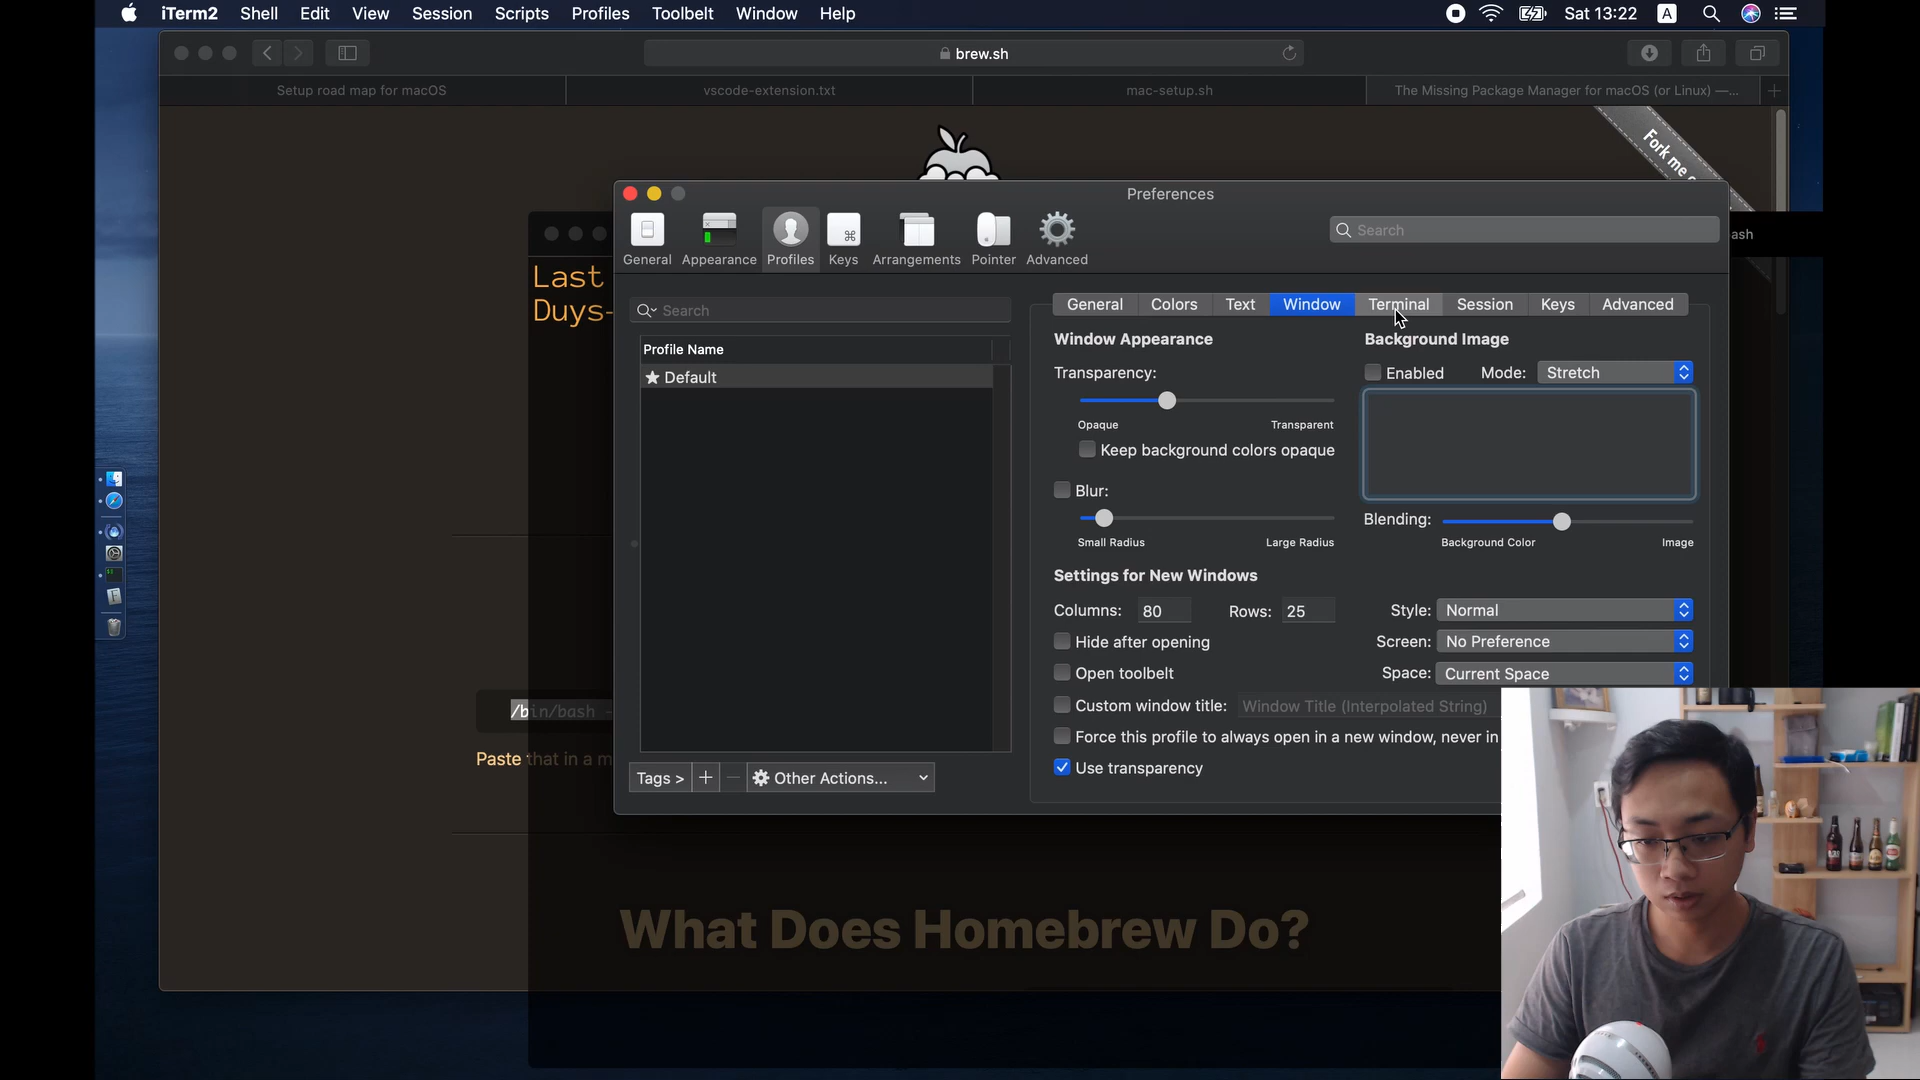 iTerm2 Shell Edit View Session Scripts Profiles Toolbelt Window Help Sat 13:22 A
brew.sh
Setup road map for macOS vscode-extension.txt mac-setup.sh The Missing Package Manager for macOS (or Linux) —...
Fork me
Preferences
General Appearance Profiles Keys Arrangements Pointer Advanced
Search
ash
Last
Duys-
Search
Profile Name
Default
Tags > + − Other Actions...
General Colors Text Window Terminal Session Keys Advanced
Window Appearance
Transparency:
Opaque Transparent
Keep background colors opaque
Blur:
Small Radius Large Radius
Background Image
Enabled Mode: Stretch
Blending:
Background Color Image
Settings for New Windows
Columns: 80 Rows: 25 Style: Normal
Hide after opening Screen: No Preference
Open toolbelt Space: Current Space
Custom window title: Window Title (Interpolated String)
Force this profile to always open in a new window, never in
Use transparency
/bin/bash -
Paste that in a m
What Does Homebrew Do?